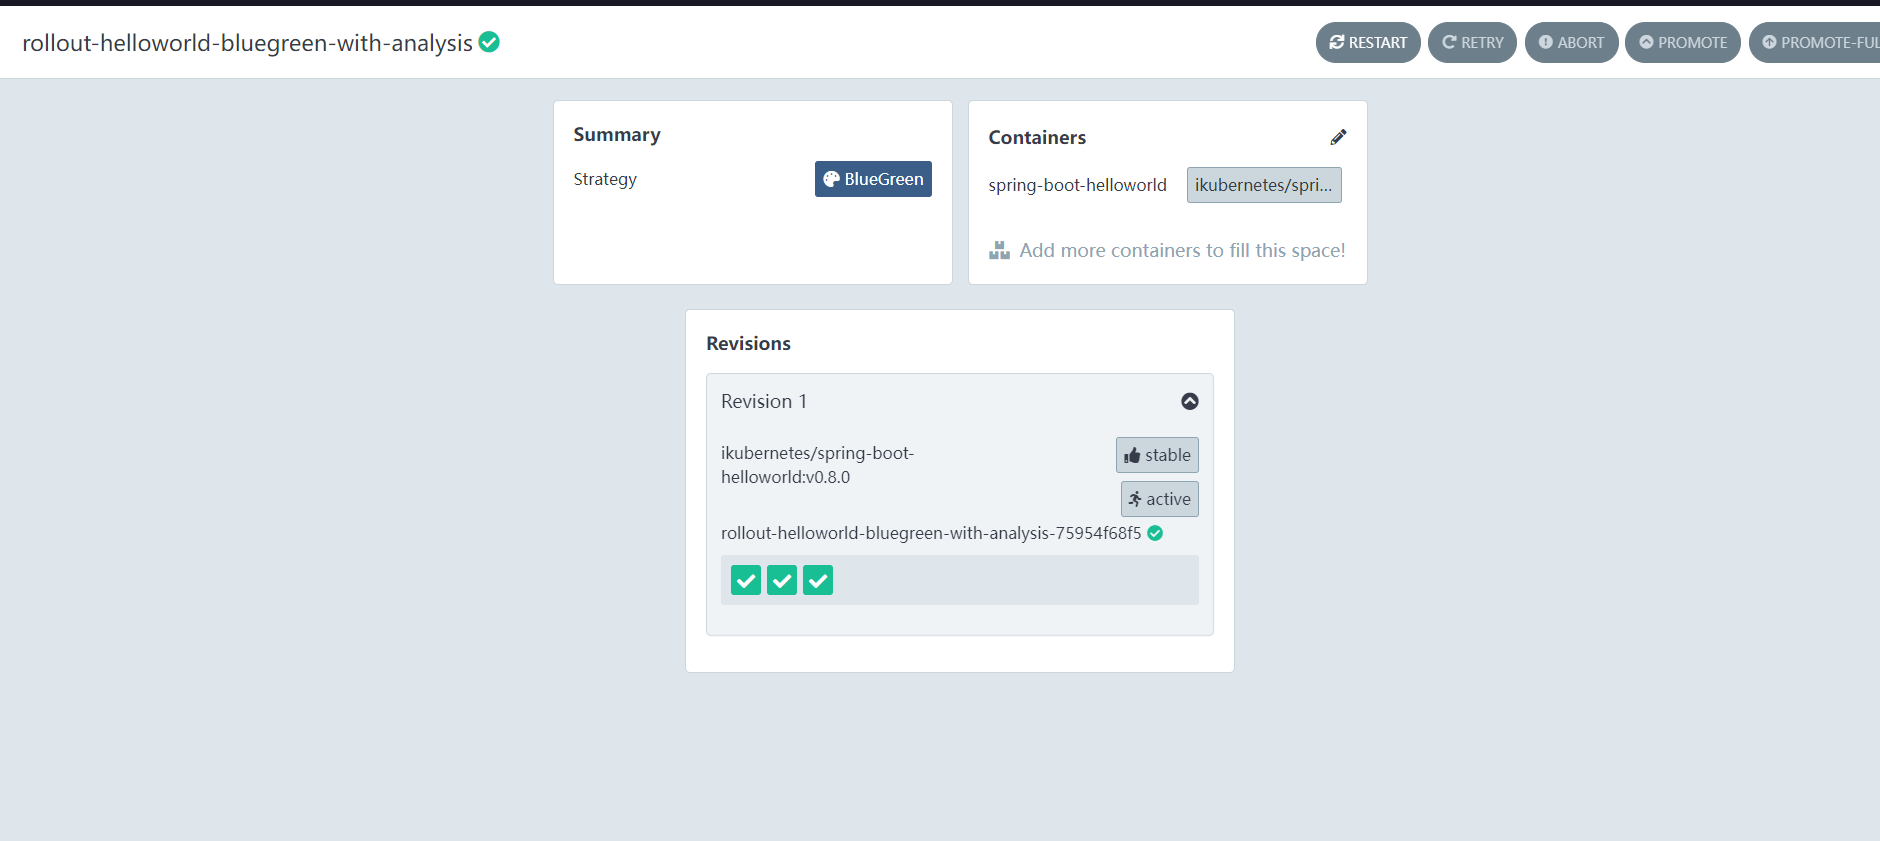 rollout-helloworld-bluegreen-with-analysis
RESTART
RETRY
ABORT
PROMOTE
PROMOTE-FUL
Summary
Strategy
BlueGreen
Containers
spring-boot-helloworld
ikubernetes/spri...
Add more containers to fill this space!
Revisions
Revision 1
ikubernetes/spring-boot-
helloworld:v0.8.0
stable
active
rollout-helloworld-bluegreen-with-analysis-75954f68f5